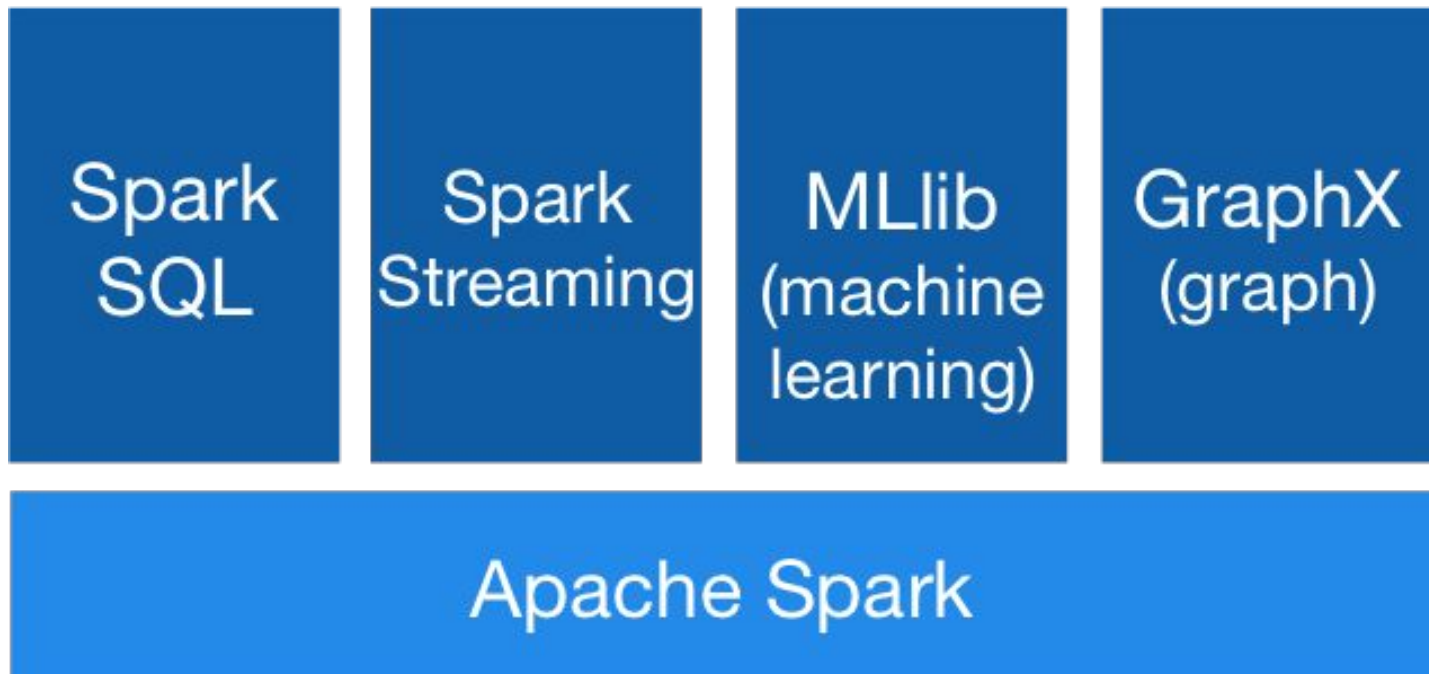 Spark
SQL
Spark
Streaming
MLlib
(machine
learning)
GraphX
(graph)
Apache Spark